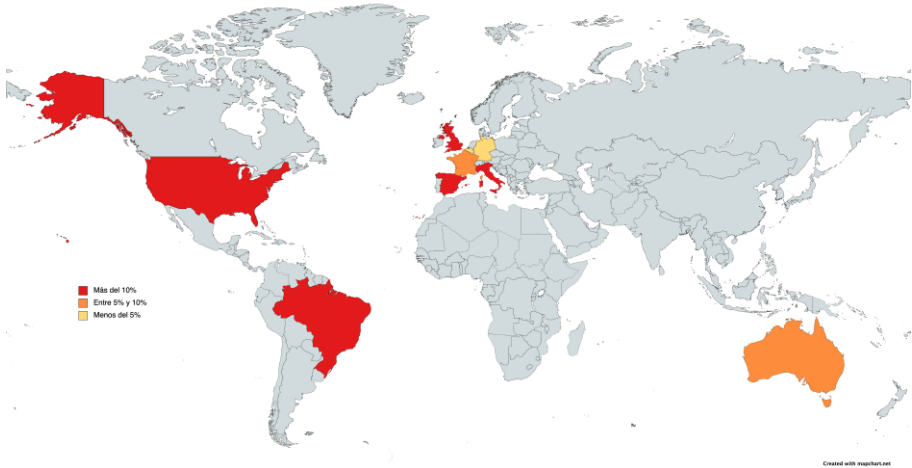 Más del 10%
Entre 5% y 10%
Menos del 5%
Created with mapchart.net